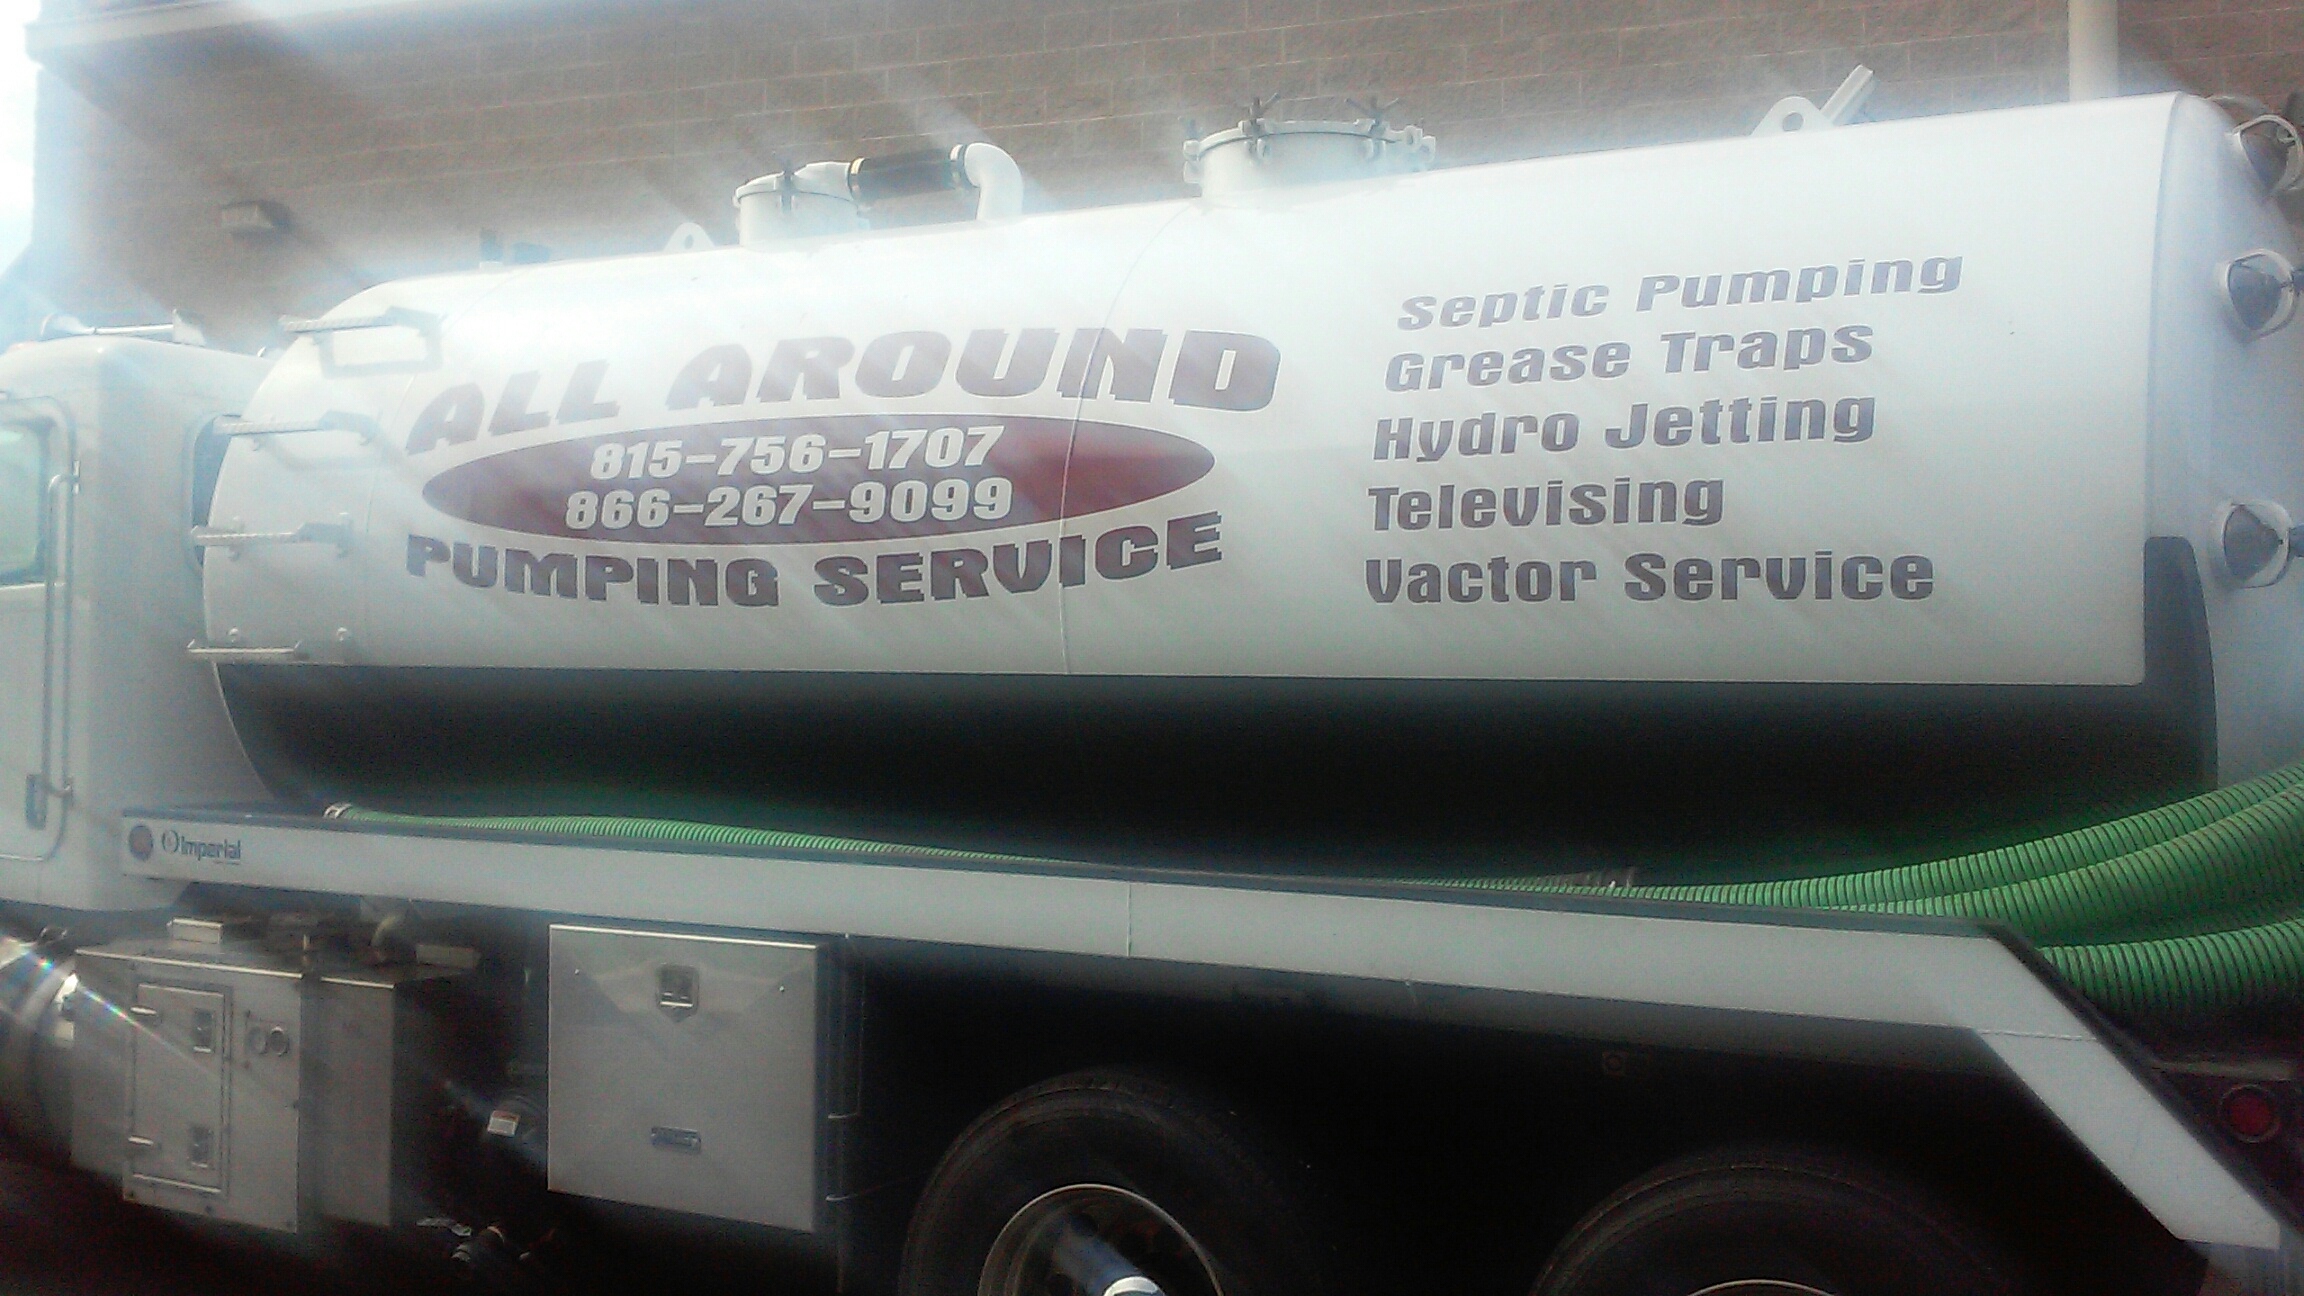 ALL AROUND
815-756-1707
866-267-9099
PUMPING SERVICE
Septic Pumping
Grease Traps
Hydro Jetting
Televising
Vactor Service
Imperial